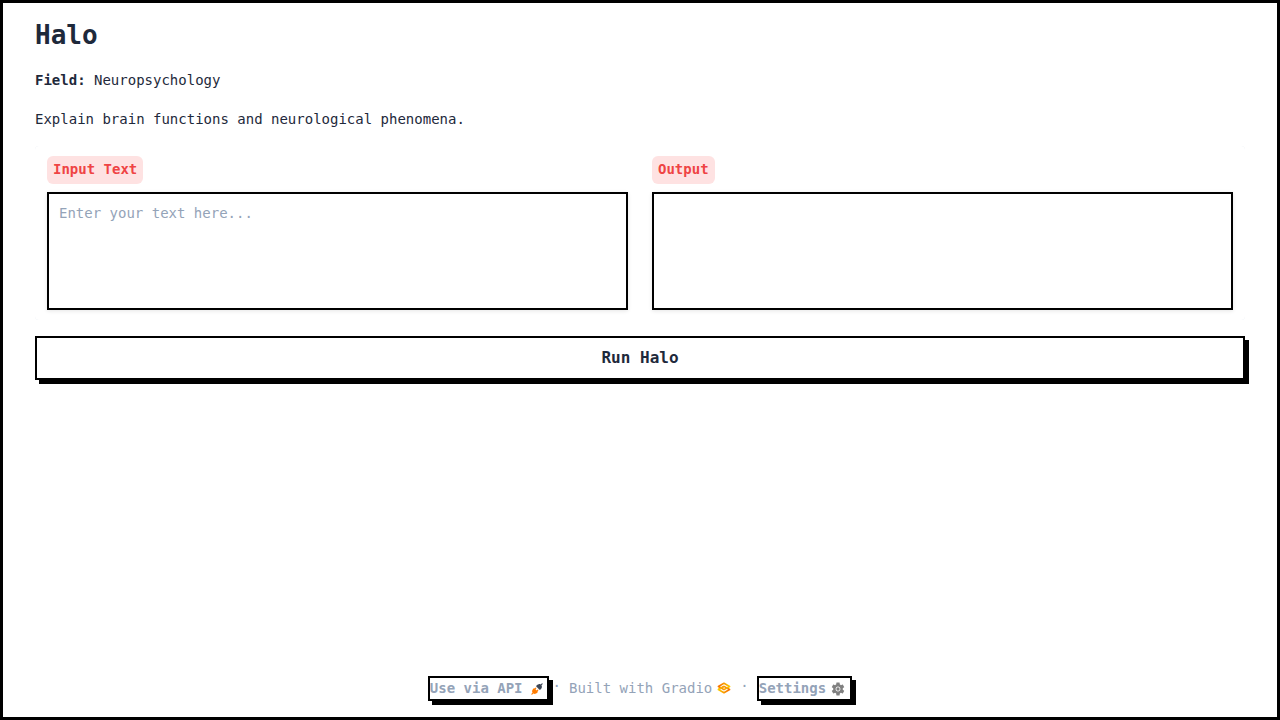 Halo
Field: Neuropsychology
Explain brain functions and neurological phenomena.
Input Text
Enter your text here...
Output
Run Halo
Use via API · Built with Gradio · Settings